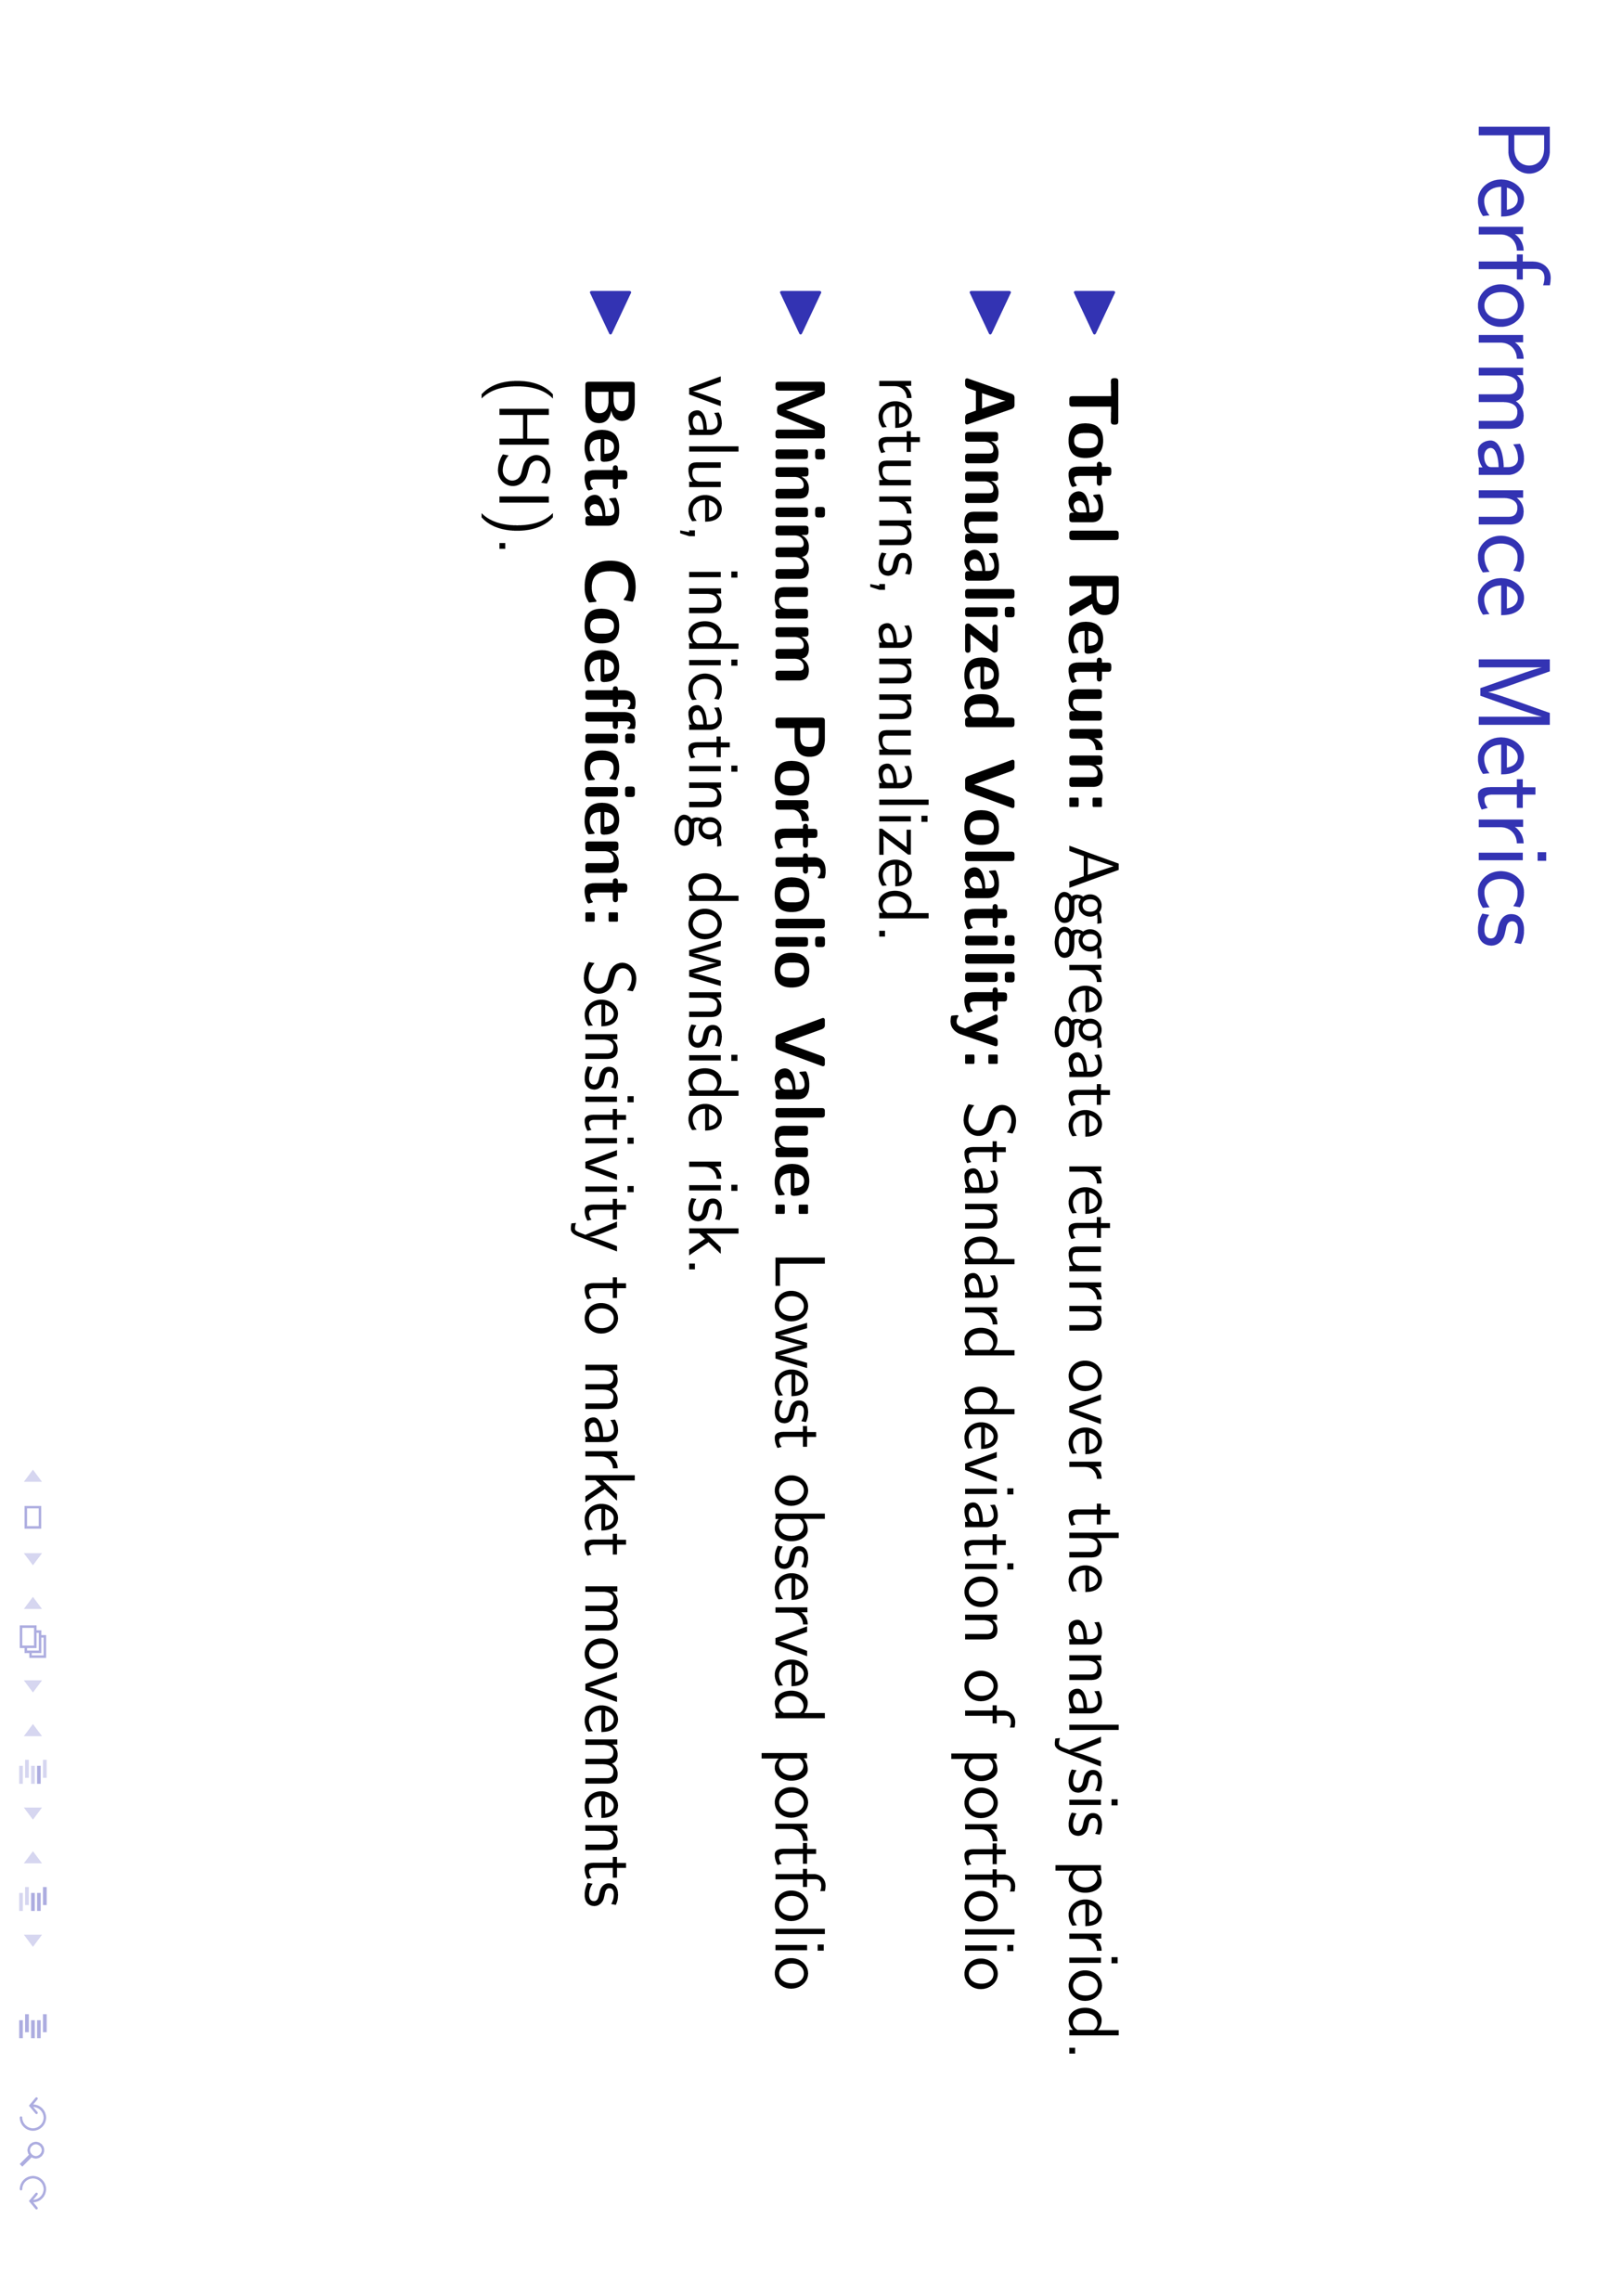 Performance Metrics
Total Return: Aggregate return over the analysis period.
Annualized Volatility: Standard deviation of portfolio
returns, annualized.
Minimum Portfolio Value: Lowest observed portfolio
value, indicating downside risk.
Beta Coefficient: Sensitivity to market movements
(HSI).